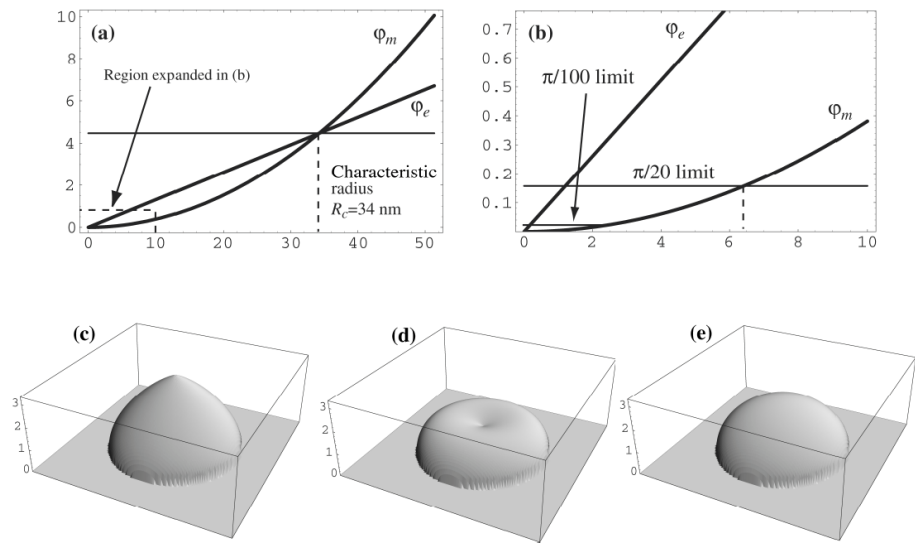 (a)
φm
Region expanded in (b)
φe
Characteristic
radius
Rc=34 nm
10
8
6
4
2
0
0 10 20 30 40 50
(b)
φe
π/100 limit
φm
π/20 limit
0.7
0.6
0.5
0.4
0.3
0.2
0.1
0 2 4 6 8 10
(c)
3
2
1
0
(d)
3
2
1
0
(e)
3
2
1
0